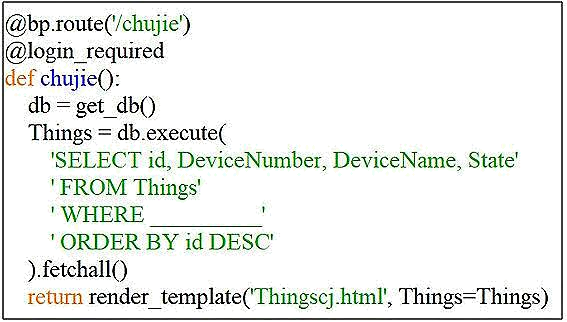 @bp.route('/chujie')
@login_required
def chujie():
    db = get_db()
    Things = db.execute(
        'SELECT id, DeviceNumber, DeviceName, State'
        ' FROM Things'
        ' WHERE __________'
        ' ORDER BY id DESC'
    ).fetchall()
    return render_template('Thingscj.html', Things=Things)